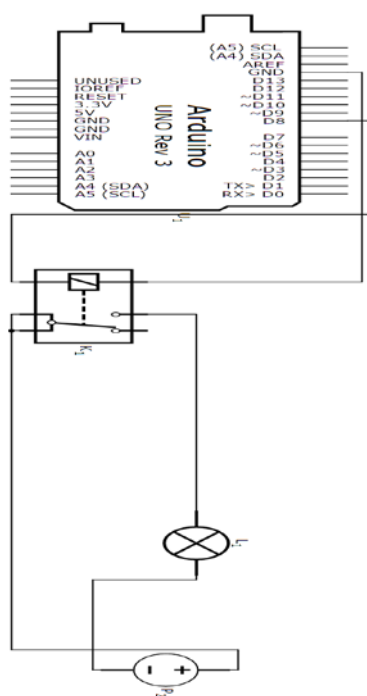 (A5) SCL
(A4) SDA
AREF
GND
UNUSED D13
IOREF D12
RESET ~D11
3.3V ~D10
5V ~D9
GND D8
GND
VIN D7
~D6
A0 ~D5
A1 D4
A2 ~D3
A3 D2
A4 (SDA) TX> D1
A5 (SCL) RX> D0
Arduino
UNO Rev 3
U1
K1
L1
- +
P1